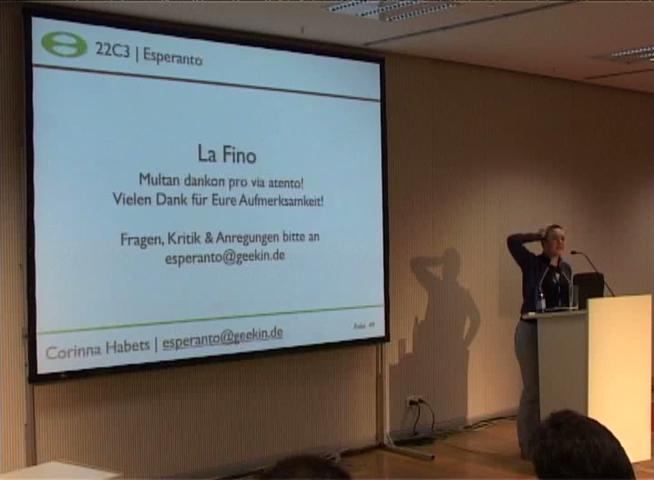 22C3 | Esperanto
La Fino
Multan dankon pro via atento!
Vielen Dank für Eure Aufmerksamkeit!
Fragen, Kritik & Anregungen bitte an
esperanto@geekin.de
Corinna Habets | esperanto@geekin.de